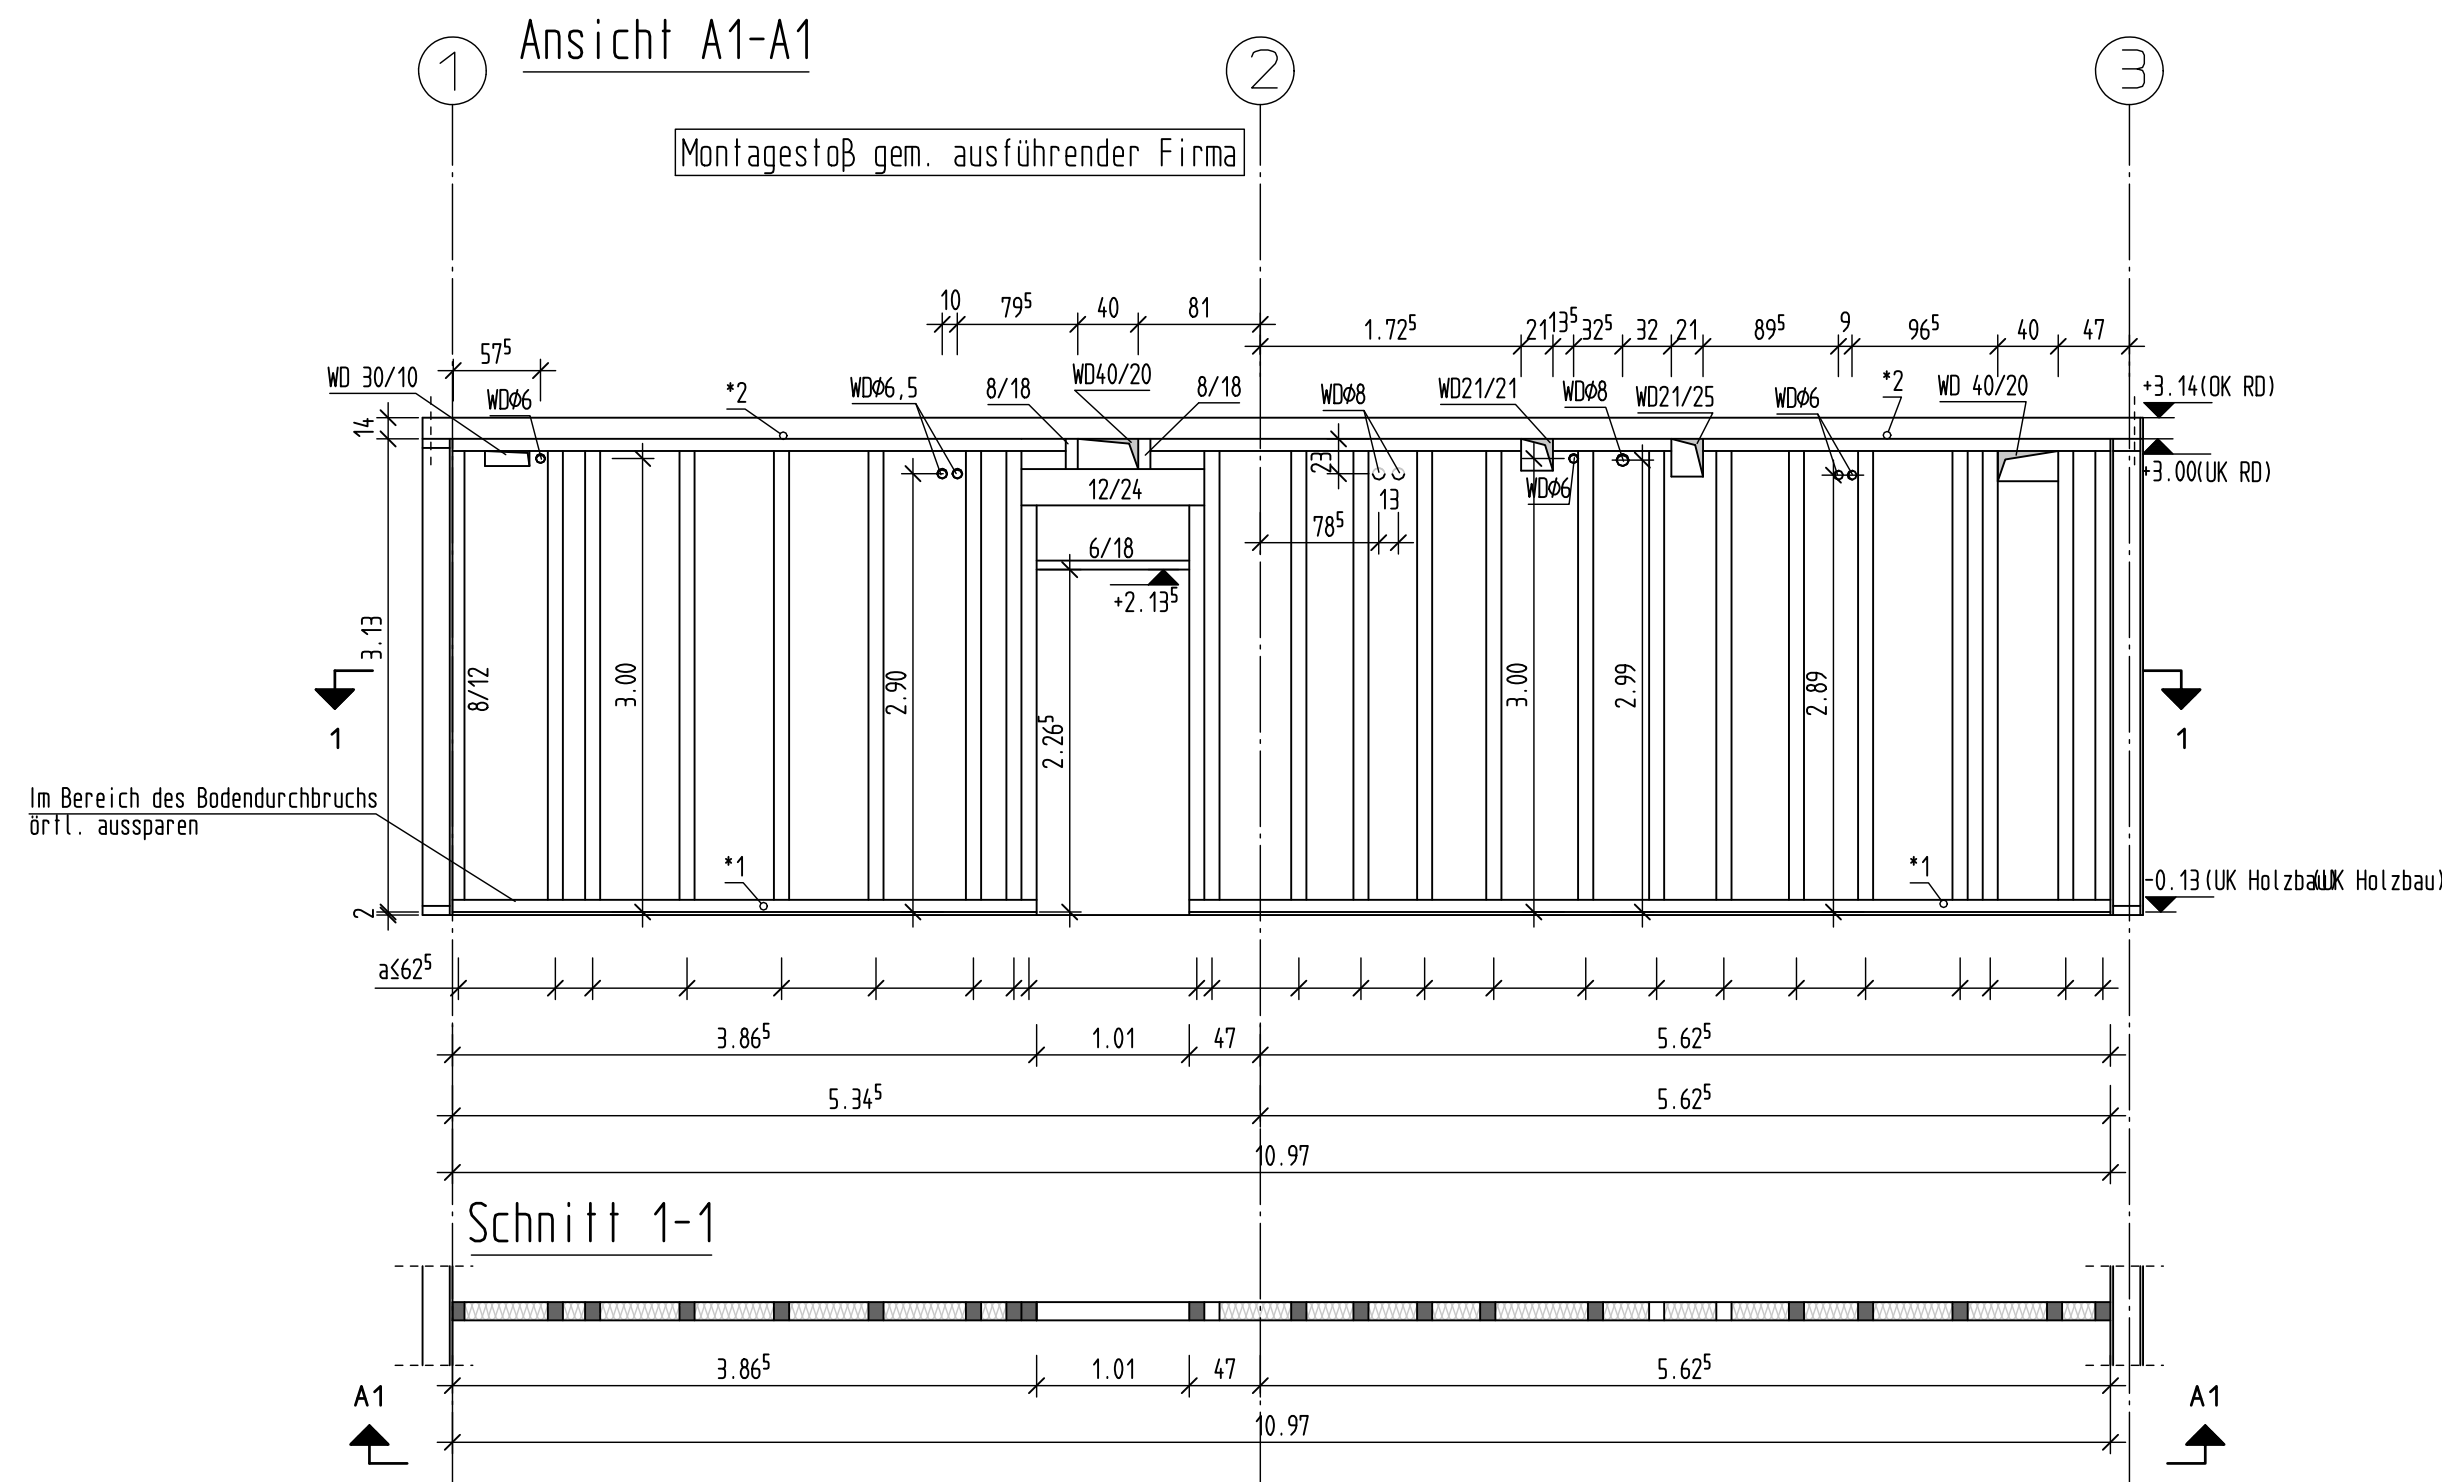 Ansicht A1-A1
1
2
3
Montagestoß gem. ausführender Firma
10
79⁵
40
81
1.72⁵
21
13⁵
32⁵
32
21
89⁵
9
96⁵
40
47
57⁵
WD 30/10
WDø6
*2
WDø6,5
8/18
WD40/20
8/18
WDø8
WD21/21
WDø8
WD21/25
WDø6
*2
WD 40/20
+3.14(OK RD)
14
23
+3.00(UK RD)
12/24
WDø6
13
78⁵
6/18
+2.13⁵
3.13
8/12
3.00
2.90
2.26⁵
3.00
2.99
2.89
1
1
Im Bereich des Bodendurchbruchs
örtl. aussparen
*1
*1
-0.13(UK Holzbau)
(UK Holzbau)
2
a≤62⁵
3.86⁵
1.01
47
5.62⁵
5.34⁵
5.62⁵
10.97
Schnitt 1-1
3.86⁵
1.01
47
5.62⁵
A1
A1
10.97